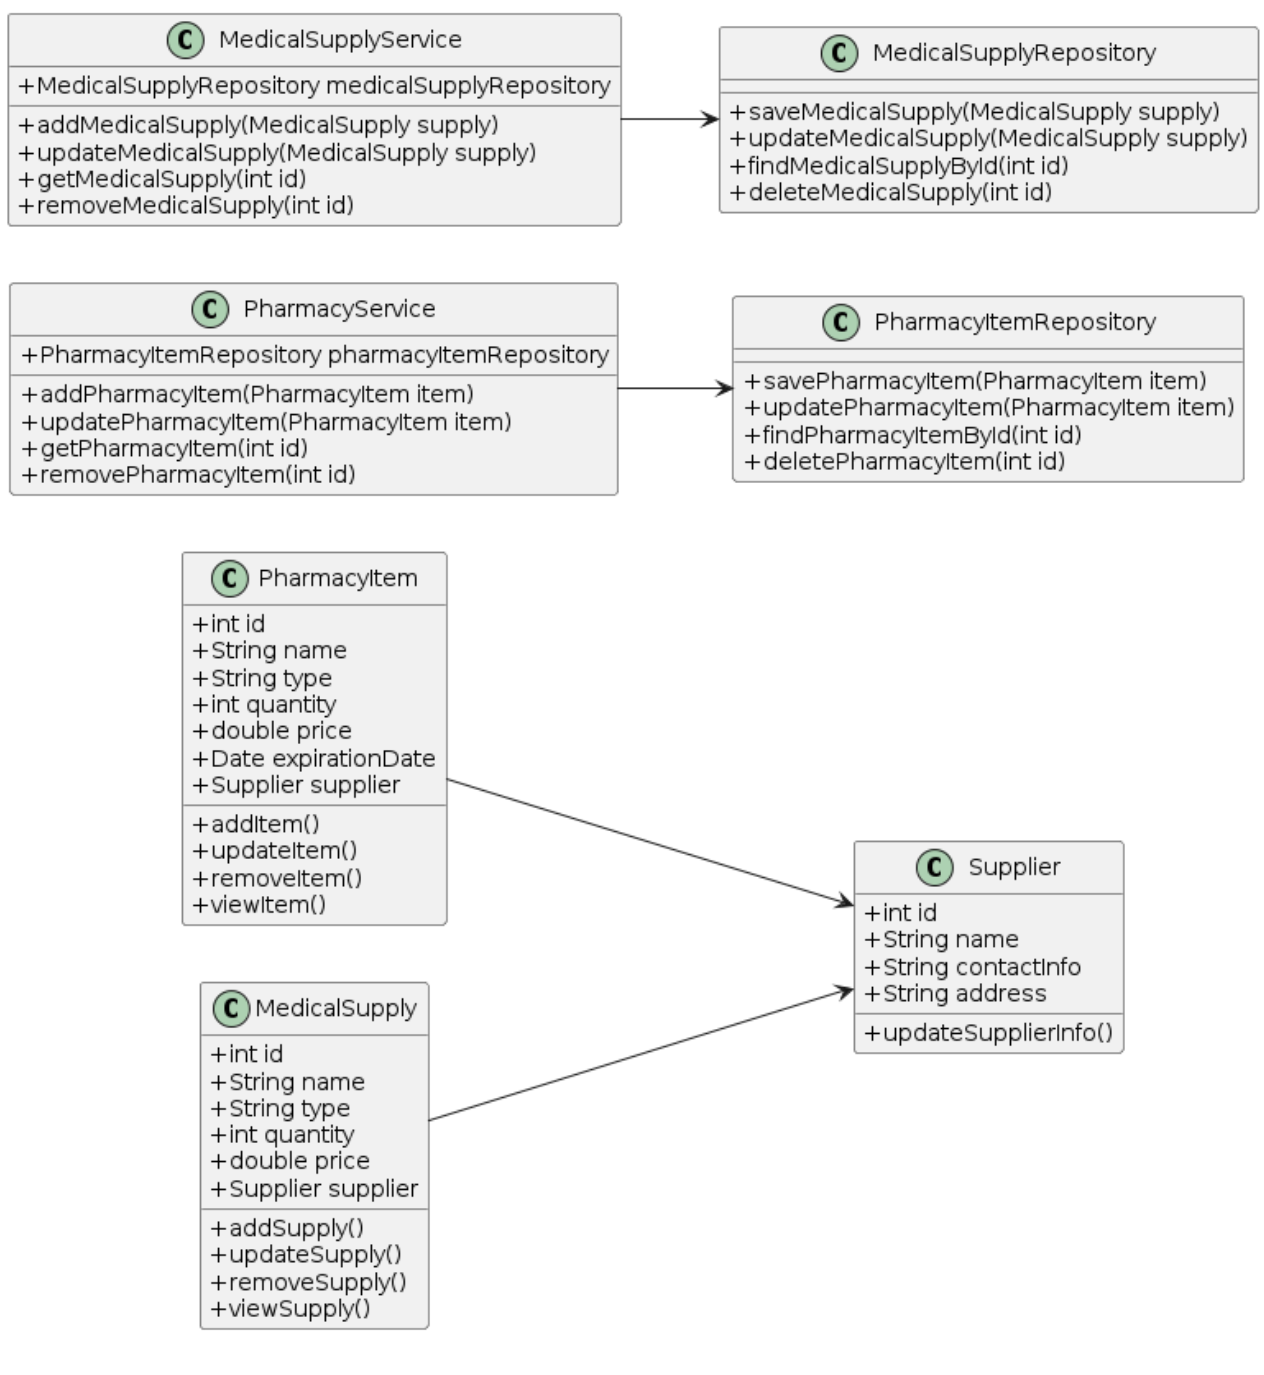 C MedicalSupplyService
+MedicalSupplyRepository medicalSupplyRepository
+addMedicalSupply(MedicalSupply supply)
+updateMedicalSupply(MedicalSupply supply)
+getMedicalSupply(int id)
+removeMedicalSupply(int id)
C MedicalSupplyRepository
+saveMedicalSupply(MedicalSupply supply)
+updateMedicalSupply(MedicalSupply supply)
+findMedicalSupplyById(int id)
+deleteMedicalSupply(int id)
C PharmacyService
+PharmacyItemRepository pharmacyItemRepository
+addPharmacyItem(PharmacyItem item)
+updatePharmacyItem(PharmacyItem item)
+getPharmacyItem(int id)
+removePharmacyItem(int id)
C PharmacyItemRepository
+savePharmacyItem(PharmacyItem item)
+updatePharmacyItem(PharmacyItem item)
+findPharmacyItemById(int id)
+deletePharmacyItem(int id)
C PharmacyItem
+int id
+String name
+String type
+int quantity
+double price
+Date expirationDate
+Supplier supplier
+addItem()
+updateItem()
+removeItem()
+viewItem()
C Supplier
+int id
+String name
+String contactInfo
+String address
+updateSupplierInfo()
C MedicalSupply
+int id
+String name
+String type
+int quantity
+double price
+Supplier supplier
+addSupply()
+updateSupply()
+removeSupply()
+viewSupply()